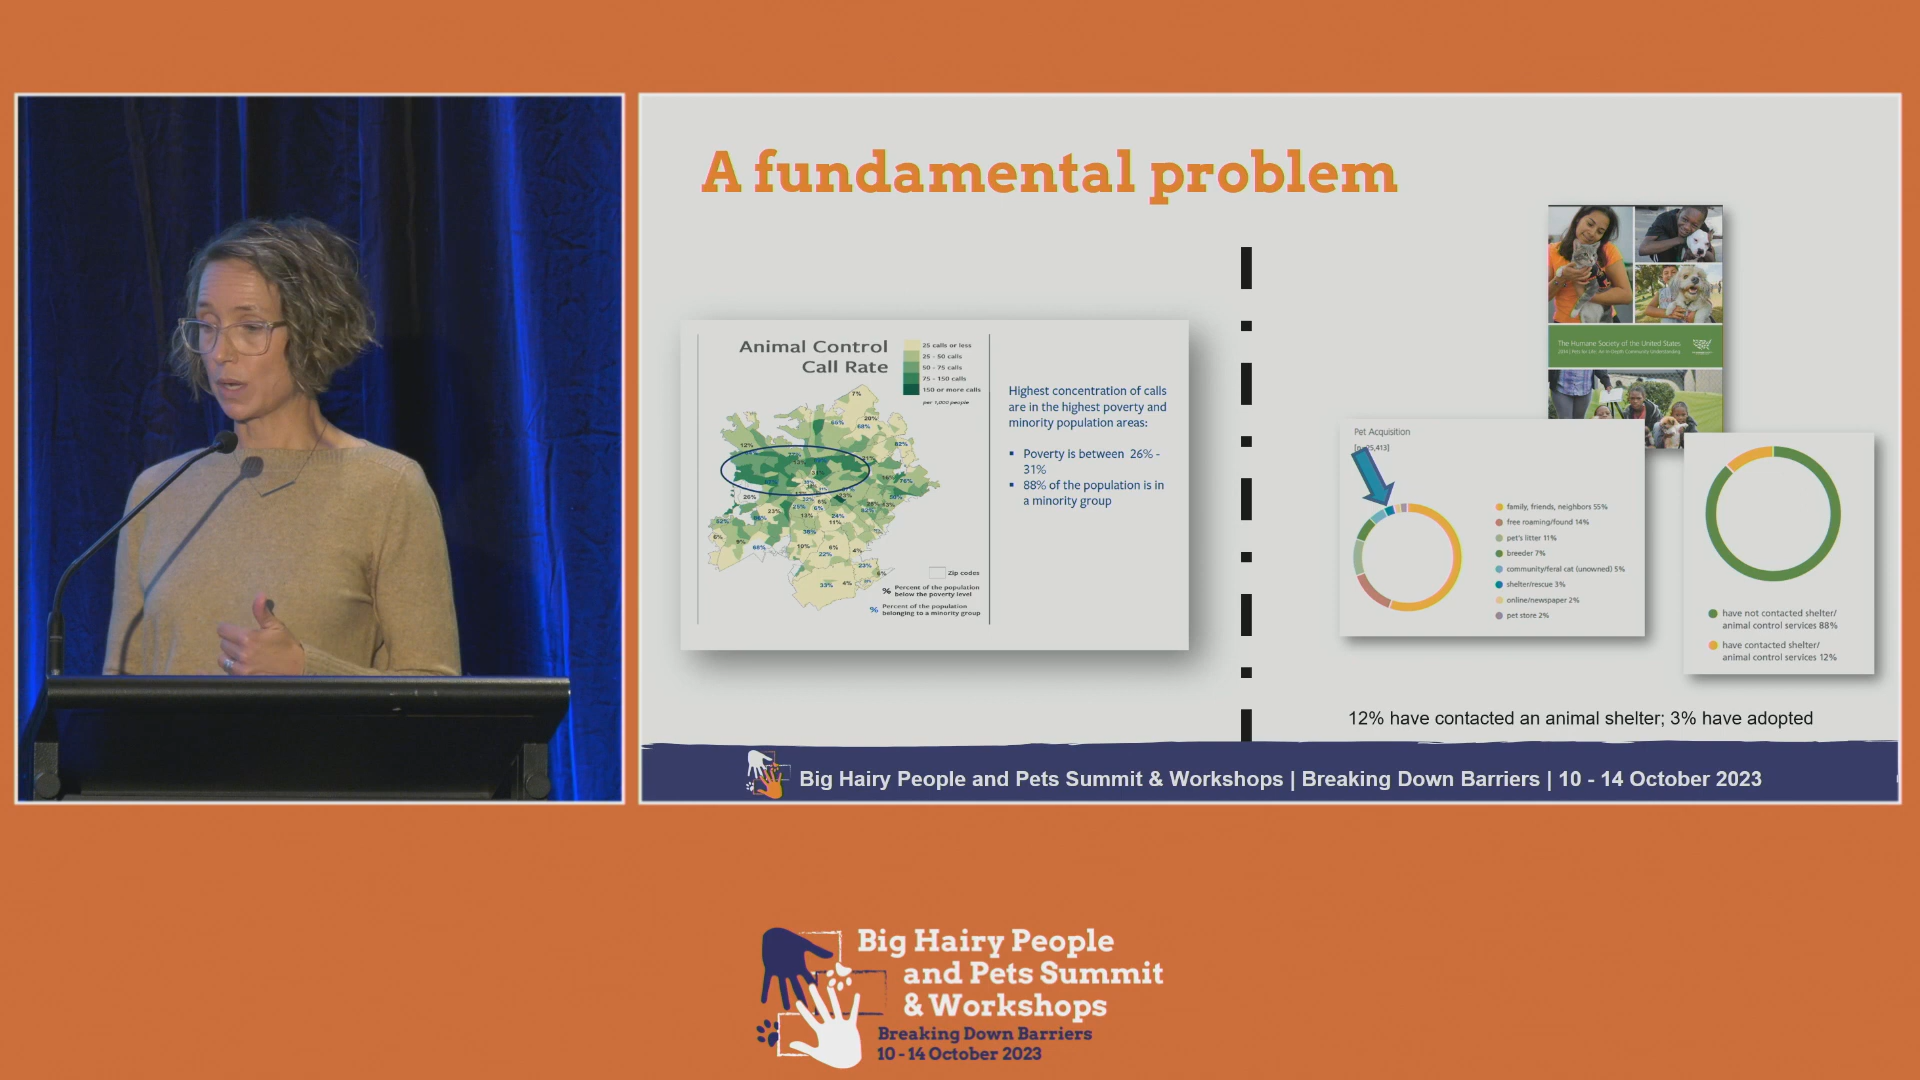 A fundamental problem
Animal Control
Call Rate
25 calls or less
25 - 50 calls
50 - 75 calls
75 - 150 calls
150 or more calls
per 1,000 people
Zip codes
% Percent of the population
below the poverty level
% Percent of the population
belonging to a minority group
Highest concentration of calls
are in the highest poverty and
minority population areas:
▪ Poverty is between 26% -
31%
▪ 88% of the population is in
a minority group
The Humane Society of the United States
Pet Acquisition
family, friends, neighbors 55%
free roaming/found 14%
pet's litter 11%
breeder 7%
community/feral cat (unowned) 5%
shelter/rescue 3%
online/newspaper 2%
pet store 2%
have not contacted shelter/
animal control services 88%
have contacted shelter/
animal control services 12%
12% have contacted an animal shelter; 3% have adopted
Big Hairy People and Pets Summit & Workshops | Breaking Down Barriers | 10 - 14 October 2023
Big Hairy People
and Pets Summit
& Workshops
Breaking Down Barriers
10 - 14 October 2023